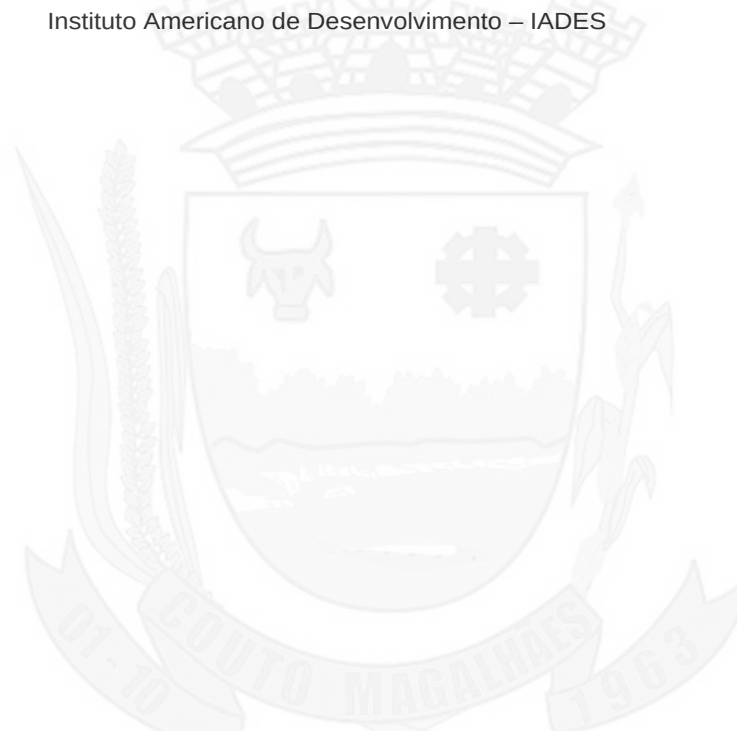 Instituto Americano de Desenvolvimento – IADES
01 - 10
COUTO MAGALHÃES
1963